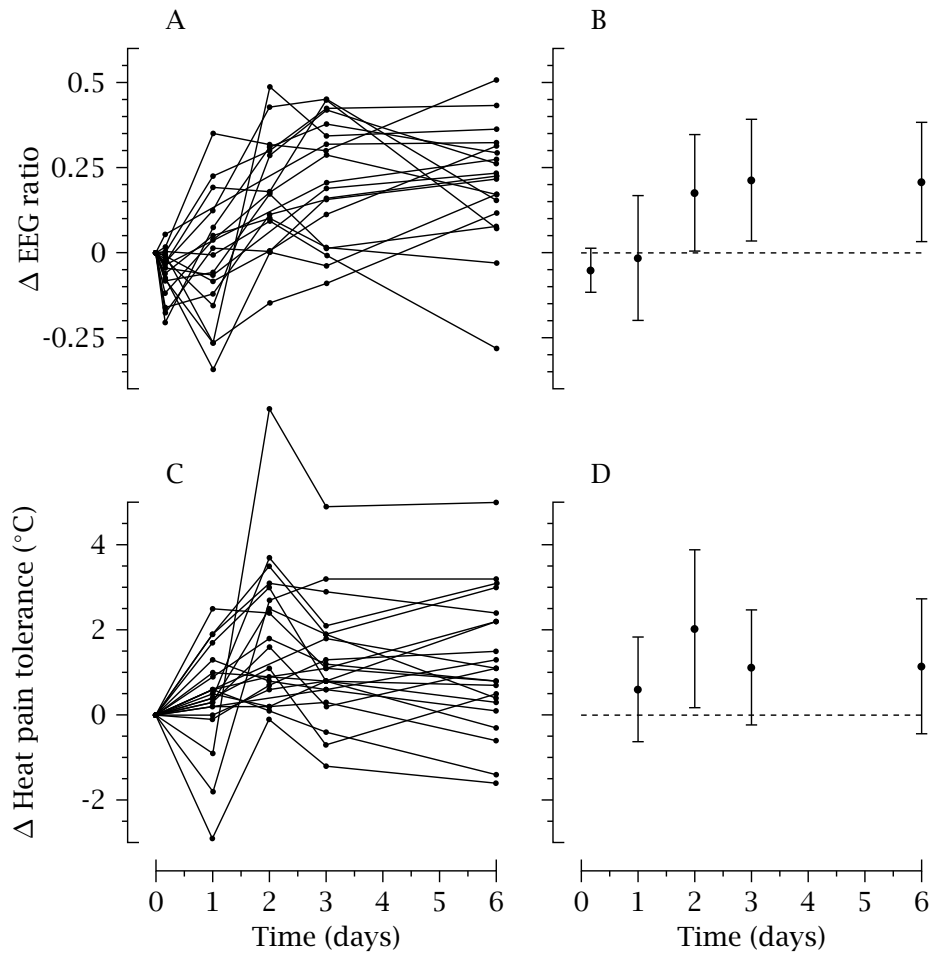 A
B
0.5
0.25
0
-0.25
Δ EEG ratio
C
D
4
2
0
-2
Δ Heat pain tolerance (°C)
0 1 2 3 4 5 6
0 1 2 3 4 5 6
Time (days)
Time (days)